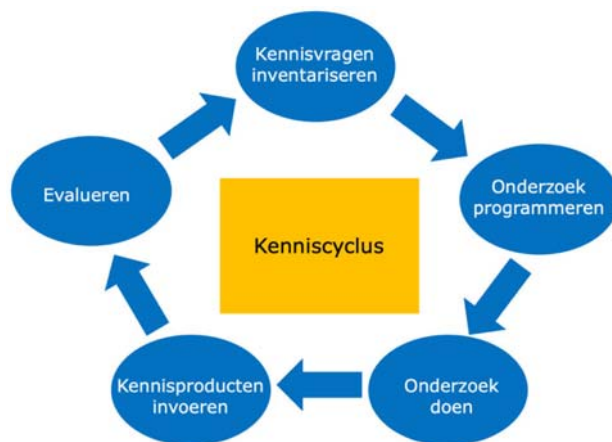 Kennisvragen
inventariseren
Onderzoek
programmeren
Onderzoek
doen
Kennisproducten
invoeren
Evalueren
Kenniscyclus